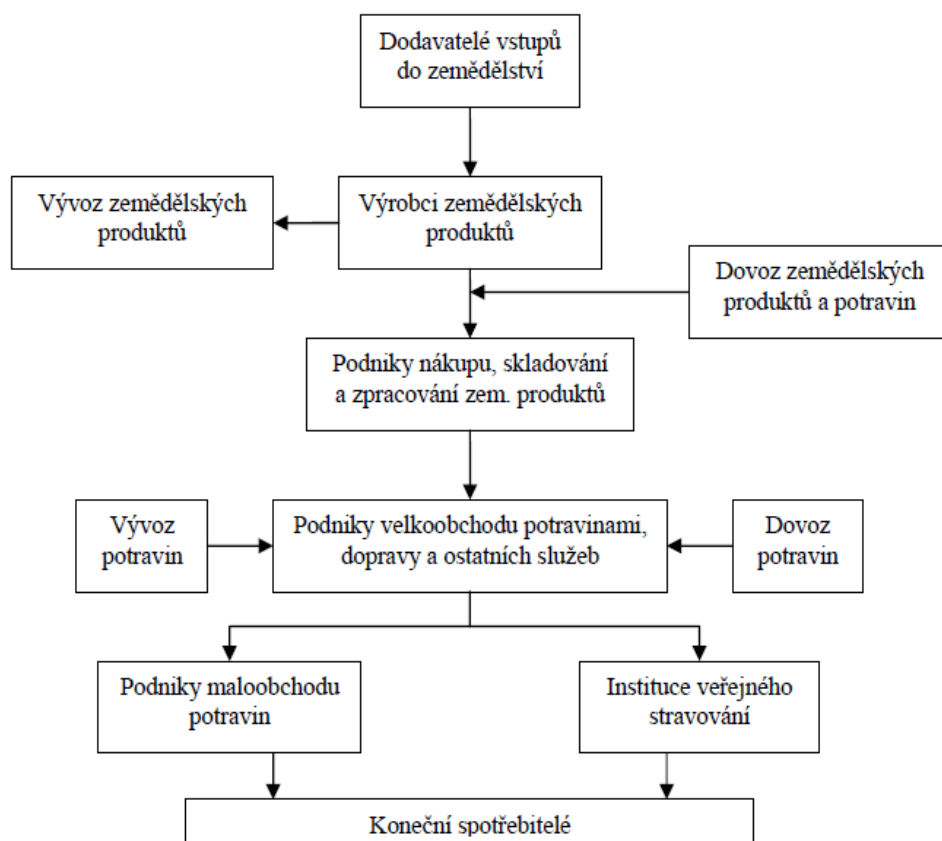 Dodavatelé vstupů
do zemědělství
Vývoz zemědělských
produktů
Výrobci zemědělských
produktů
Dovoz zemědělských
produktů a potravin
Podniky nákupu, skladování
a zpracování zem. produktů
Vývoz
potravin
Podniky velkoobchodu potravinami,
dopravy a ostatních služeb
Dovoz
potravin
Podniky maloobchodu
potravin
Instituce veřejného
stravování
Koneční spotřebitelé